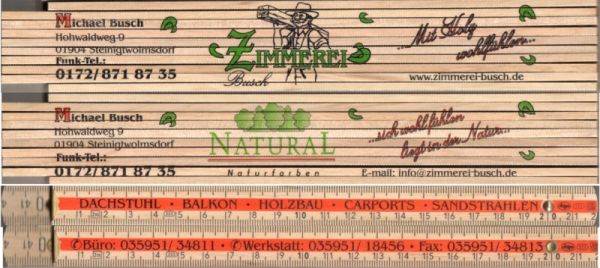 Michael Busch
Hohwaldweg 9
01904 Steinigtwolmsdorf
Funk-Tel.:
0172/871 87 35
ZIMMEREI
Busch
...Mit Holz
wohlfühlen...
www.zimmerei-busch.de
Michael Busch
Hohwaldweg 9
01904 Steinigtwolmsdorf
Funk-Tel.:
0172/871 87 35
NATURAL
Naturfarben
...sich wohlfühlen
liegt in der Natur...
E-mail: info@zimmerei-busch.de
DACHSTUHL · BALKON · HOLZBAU · CARPORTS · SANDSTRAHLEN
✆Büro: 035951/ 34811 · ✆Werkstatt: 035951/ 18456 · Fax: 035951/ 34813